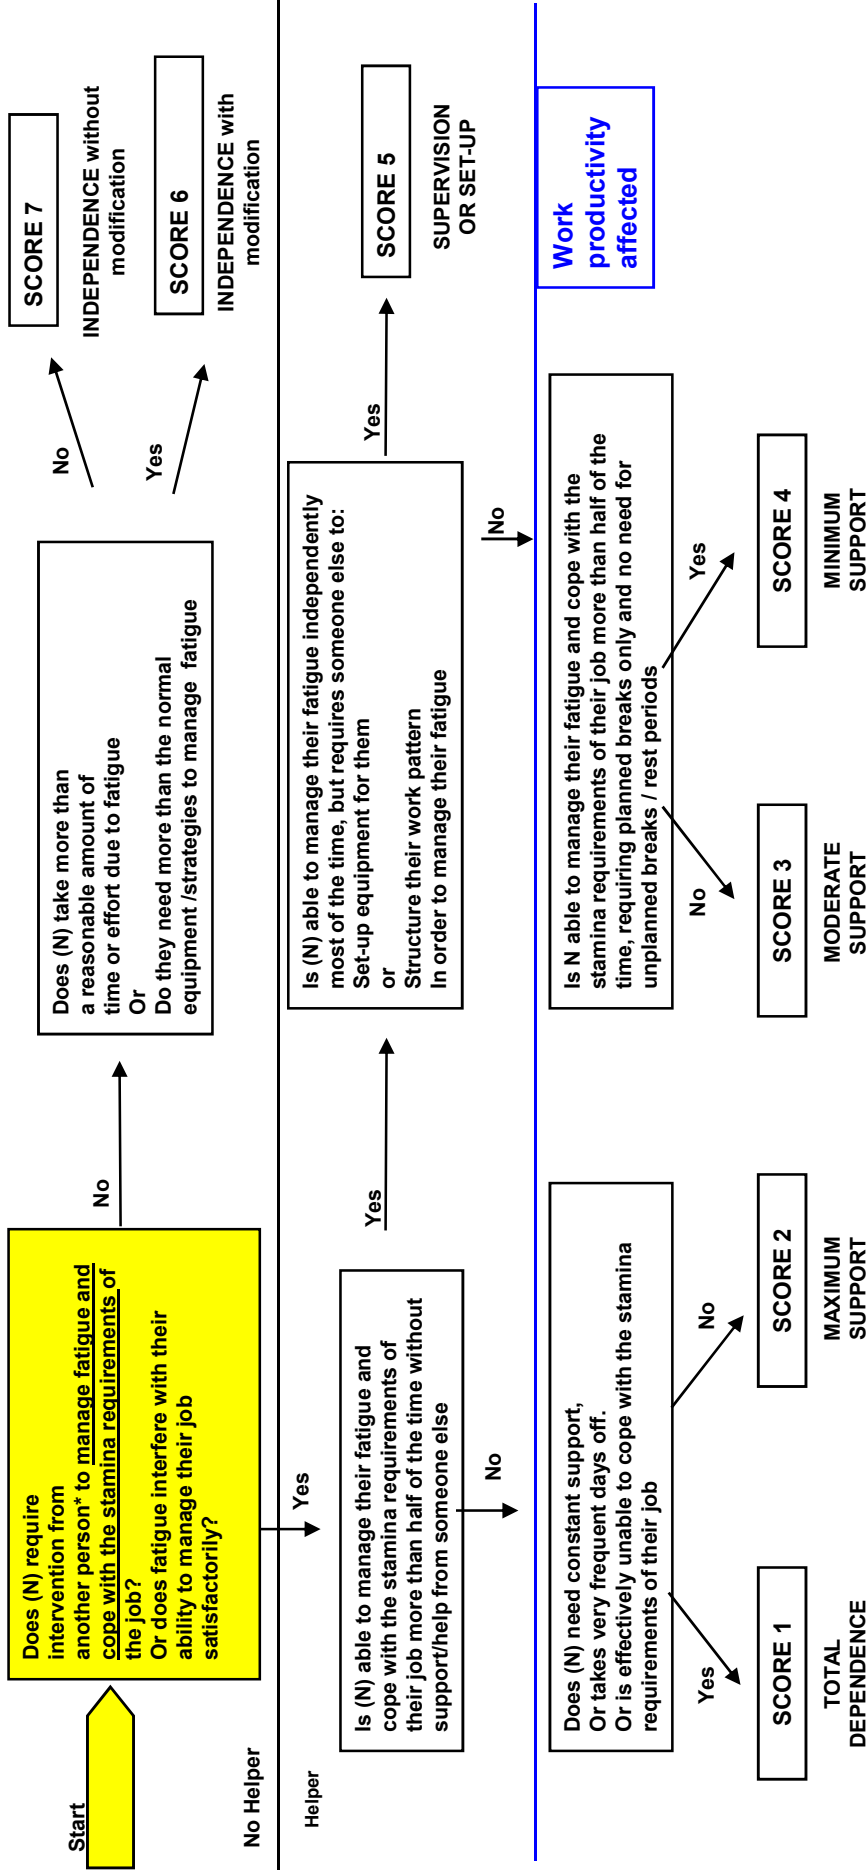 Start
Does (N) require
intervention from
another person* to manage fatigue and
cope with the stamina requirements of
the job?
Or does fatigue interfere with their
ability to manage their job
satisfactorily?
No
Does (N) take more than
a reasonable amount of
time or effort due to fatigue
Or
Do they need more than the normal
equipment /strategies to manage fatigue
No
SCORE 7
INDEPENDENCE without
modification
Yes
SCORE 6
INDEPENDENCE with
modification
No Helper
Helper
Yes
Is (N) able to manage their fatigue and
cope with the stamina requirements of
their job more than half of the time without
support/help from someone else
Yes
Is (N) able to manage their fatigue independently
most of the time, but requires someone else to:
Set-up equipment for them
or
Structure their work pattern
In order to manage their fatigue
Yes
SCORE 5
SUPERVISION
OR SET-UP
No
No
Work
productivity
affected
Does (N) need constant support,
Or takes very frequent days off.
Or is effectively unable to cope with the stamina
requirements of their job
Is N able to manage their fatigue and cope with the
stamina requirements of their job more than half of the
time, requiring planned breaks only and no need for
unplanned breaks / rest periods
Yes
No
No
Yes
SCORE 1
SCORE 2
SCORE 3
SCORE 4
TOTAL
DEPENDENCE
MAXIMUM
SUPPORT
MODERATE
SUPPORT
MINIMUM
SUPPORT